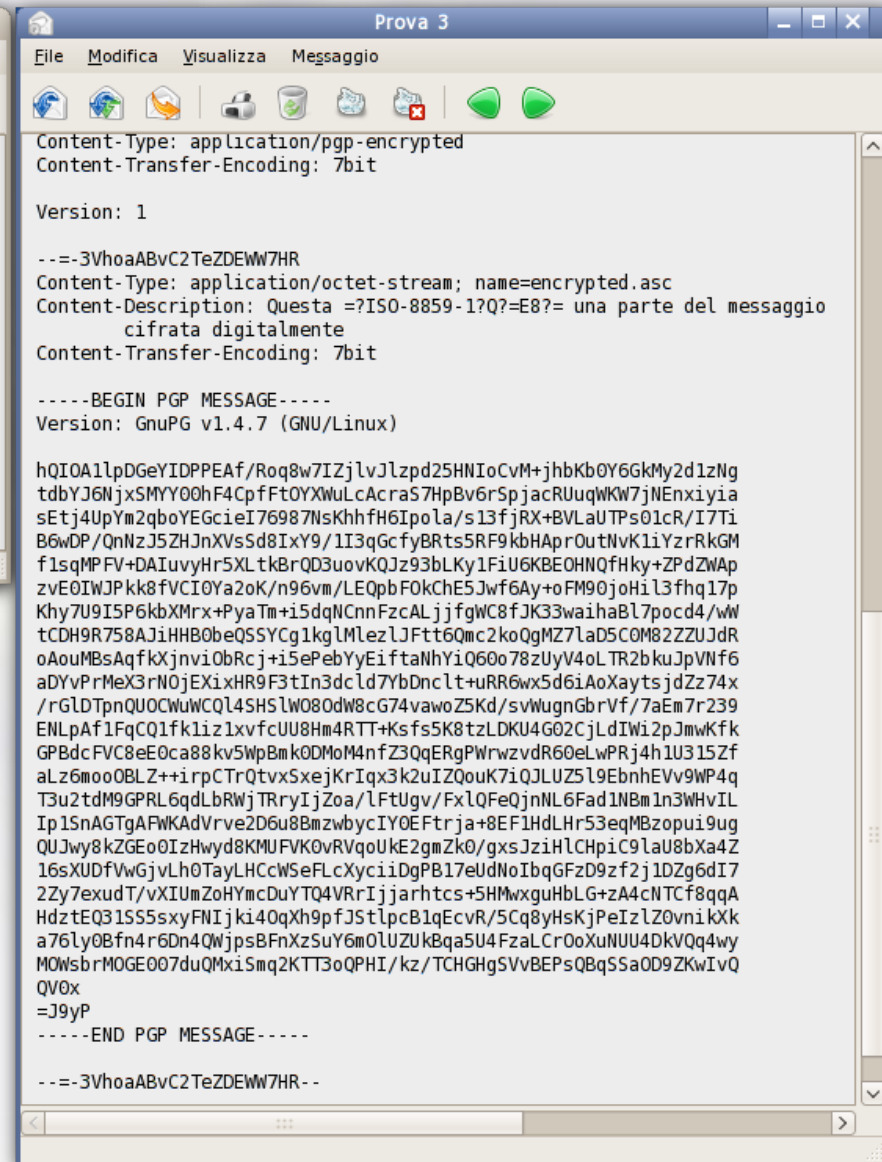 Prova 3
File Modifica Visualizza Messaggio
Content-Type: application/pgp-encrypted
Content-Transfer-Encoding: 7bit
Version: 1
--=-3VhoaABvC2TeZDEWW7HR
Content-Type: application/octet-stream; name=encrypted.asc
Content-Description: Questa =?ISO-8859-1?Q?=E8?= una parte del messaggio
cifrata digitalmente
Content-Transfer-Encoding: 7bit
-----BEGIN PGP MESSAGE-----
Version: GnuPG v1.4.7 (GNU/Linux)
hQIOA1lpDGeYIDPPEAf/Roq8w7IZjlvJlzpd25HNIoCvM+jhbKb0Y6GkMy2d1zNg
tdbYJ6NjxSMYY00hF4CpfFtOYXWuLcAcraS7HpBv6rSpjacRUuqWKW7jNEnxiyia
sEtj4UpYm2qboYEGcieI76987NsKhhfH6Ipola/s13fjRX+BVLaUTPs01cR/I7Ti
B6wDP/QnNzJ5ZHJnXVsSd8IxY9/1I3qGcfyBRts5RF9kbHAprOutNvK1iYzrRkGM
f1sqMPFV+DAIuvyHr5XLtkBrQD3uovKQJz93bLKy1FiU6KBEOHNQfHky+ZPdZWAp
zvE0IWJPkk8fVCI0Ya2oK/n96vm/LEQpbFOkChE5Jwf6Ay+oFM90joHil3fhq17p
Khy7U9I5P6kbXMrx+PyaTm+i5dqNCnnFzcALjjfgWC8fJK33waihaBl7pocd4/wW
tCDH9R758AJiHHB0beQSSYCg1kglMlezlJFtt6Qmc2koQgMZ7laD5C0M82ZZUJdR
oAouMBsAqfkXjnviObRcj+i5ePebYyEiftaNhYiQ60o78zUyV4oLTR2bkuJpVNf6
aDYvPrMeX3rNOjEXixHR9F3tIn3dcld7YbDnclt+uRR6wx5d6iAoXaytsjdZz74x
/rGlDTpnQUOCWuWCQl4SHSlWO8OdW8cG74vawoZ5Kd/svWugnGbrVf/7aEm7r239
ENLpAf1FqCQ1fk1iz1xvfcUU8Hm4RTT+Ksfs5K8tzLDKU4G02CjLdIWi2pJmwKfk
GPBdcFVC8eE0ca88kv5WpBmk0DMoM4nfZ3QqERgPWrwzvdR60eLwPRj4h1U315Zf
aLz6mooOBLZ++irpCTrQtvxSxejKrIqx3k2uIZQouK7iQJLUZ5l9EbnhEVv9WP4q
T3u2tdM9GPRL6qdLbRWjTRryIjZoa/lFtUgv/FxlQFeQjnNL6Fad1NBm1n3WHvIL
Ip1SnAGTgAFWKAdVrve2D6u8BmzwbycIY0EFtrja+8EF1HdLHr53eqMBzopui9ug
QUJwy8kZGEo0IzHwyd8KMUFVK0vRVqoUkE2gmZk0/gxsJziHlCHpiC9laU8bXa4Z
16sXUDfVwGjvLh0TayLHCcWSeFLcXyciiDgPB17eUdNoIbqGFzD9zf2j1DZg6dI7
2Zy7exudT/vXIUmZoHYmcDuYTQ4VRrIjjarhtcs+5HMwxguHbLG+zA4cNTCf8qqA
HdztEQ31SS5sxyFNIjki4OqXh9pfJStlpcB1qEcvR/5Cq8yHsKjPeIzlZ0vnikXk
a76ly0Bfn4r6Dn4QWjpsBFnXzSuY6mOlUZUkBqa5U4FzaLCrOoXuNUU4DkVQq4wy
MOWsbrMOGE007duQMxiSmq2KTT3oQPHI/kz/TCHGHgSVvBEPsQBqSSaOD9ZKwIvQ
QV0x
=J9yP
-----END PGP MESSAGE-----
--=-3VhoaABvC2TeZDEWW7HR--